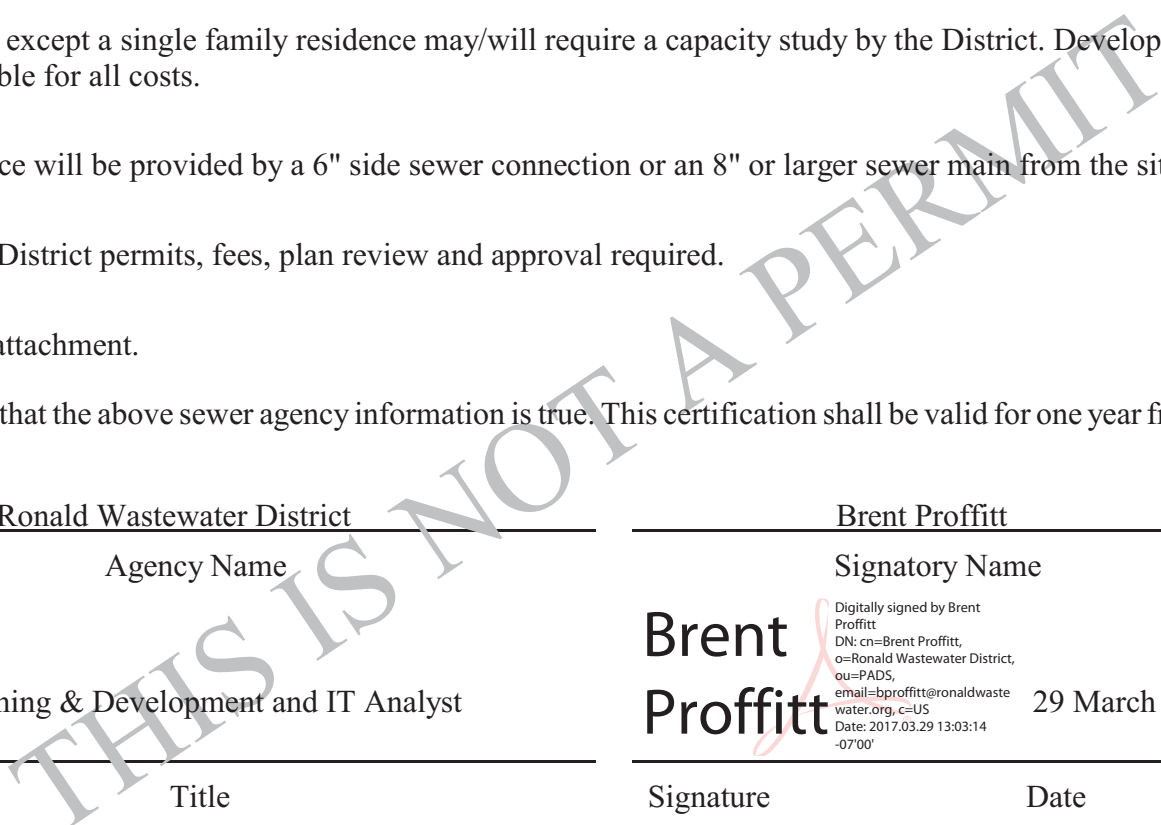 except a single family residence may/will require a capacity study by the District. Develop
ble for all costs.
ce will be provided by a 6" side sewer connection or an 8" or larger sewer main from the sit
District permits, fees, plan review and approval required.
attachment.
that the above sewer agency information is true. This certification shall be valid for one year fr
Ronald Wastewater District
Brent Proffitt
Agency Name
Signatory Name
ning & Development and IT Analyst
Brent
Proffitt
Digitally signed by Brent
Proffitt
DN: cn=Brent Proffitt,
o=Ronald Wastewater District,
ou=PADS,
email=bproffitt@ronaldwaste
water.org, c=US
Date: 2017.03.29 13:03:14
-07'00'
29 March
Title
Signature
Date
THIS IS NOT A PERMIT